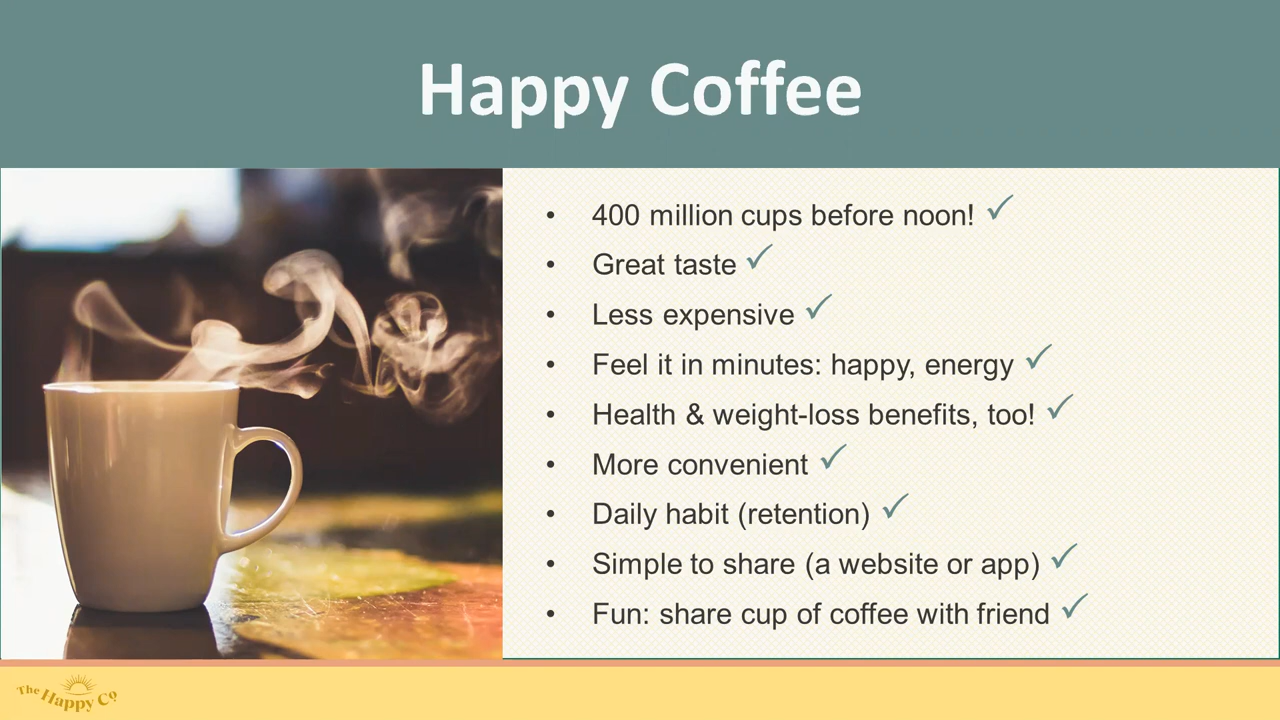 Happy Coffee
• 400 million cups before noon! ✓
• Great taste ✓
• Less expensive ✓
• Feel it in minutes: happy, energy ✓
• Health & weight-loss benefits, too! ✓
• More convenient ✓
• Daily habit (retention) ✓
• Simple to share (a website or app) ✓
• Fun: share cup of coffee with friend ✓
The Happy Co